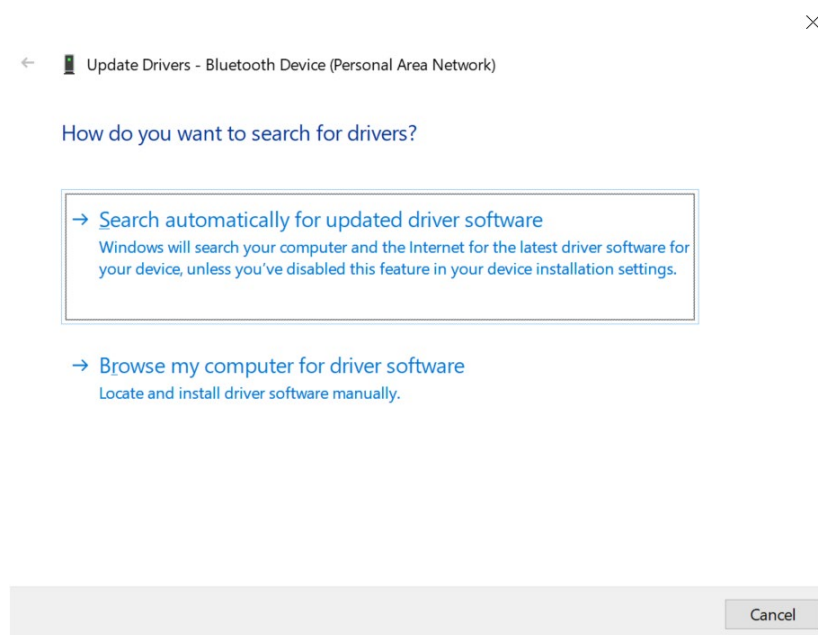 Update Drivers - Bluetooth Device (Personal Area Network)
How do you want to search for drivers?
→ Search automatically for updated driver software
Windows will search your computer and the Internet for the latest driver software for
your device, unless you’ve disabled this feature in your device installation settings.
→ Browse my computer for driver software
Locate and install driver software manually.
Cancel